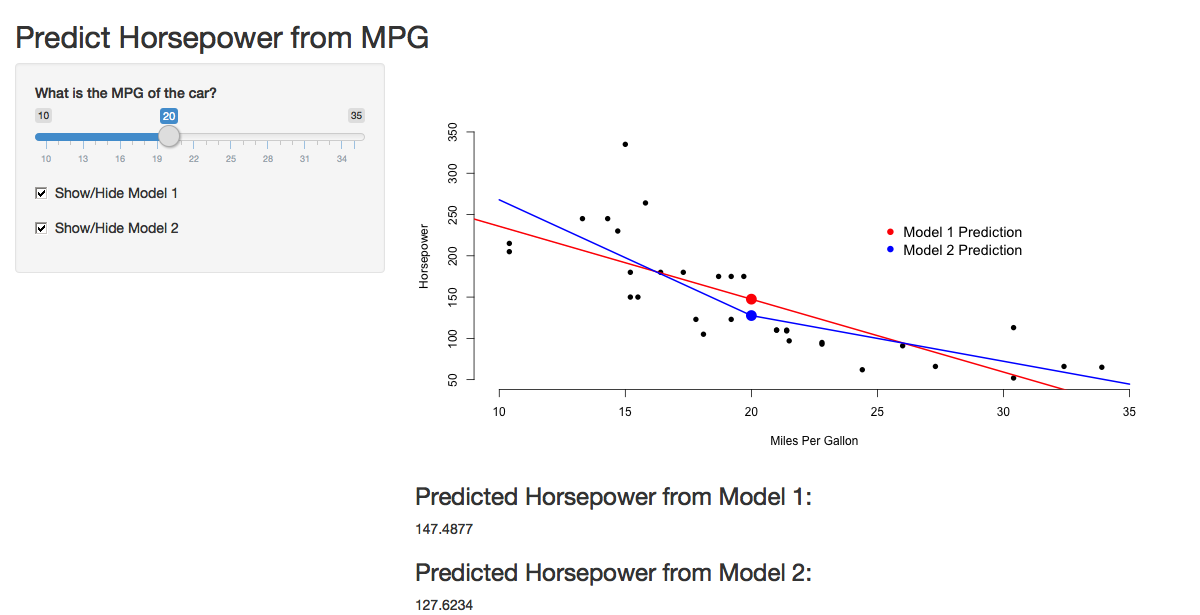 Predict Horsepower from MPG
What is the MPG of the car?
10 20 35
10 13 16 19 22 25 28 31 34
Show/Hide Model 1
Show/Hide Model 2
350
300
250
200
150
100
50
Horsepower
Model 1 Prediction
Model 2 Prediction
10 15 20 25 30 35
Miles Per Gallon
Predicted Horsepower from Model 1:
147.4877
Predicted Horsepower from Model 2:
127.6234